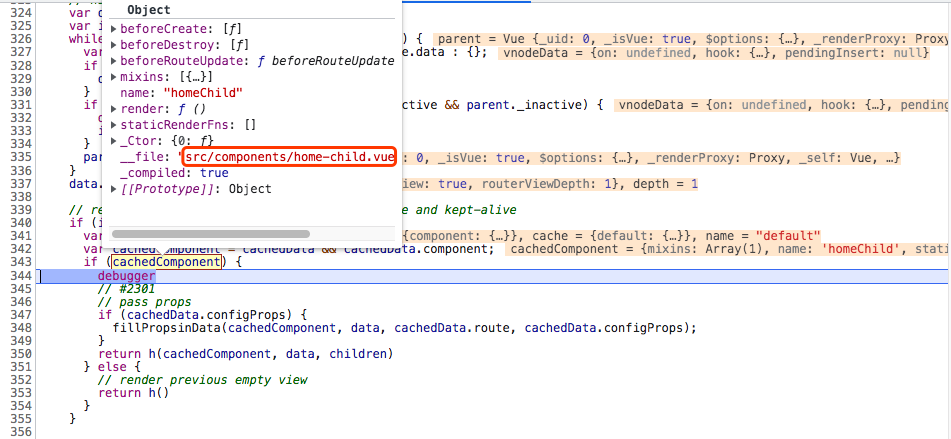 Object
beforeCreate: [ƒ]
beforeDestroy: [ƒ]
beforeRouteUpdate: ƒ beforeRouteUpdate
mixins: [{…}]
name: "homeChild"
render: ƒ ()
staticRenderFns: []
_Ctor: {0: ƒ}
__file: "src/components/home-child.vue
_compiled: true
[[Prototype]]: Object
324 var d
325 var i
326 while ) { parent = Vue {_uid: 0, _isVue: true, $options: {…}, _renderProxy: Proxy
327 var e.data : {}; vnodeData = {on: undefined, hook: {…}, pendingInsert: null}
328 if
329 d
330 }
331 if ctive && parent._inactive) { vnodeData = {on: undefined, hook: {…}, pending
332
333 i
334 }
335 par : 0, _isVue: true, $options: {…}, _renderProxy: Proxy, _self: Vue, …}
336 }
337 data. iew: true, routerViewDepth: 1}, depth = 1
338
339 // re e and kept-alive
340 if (i
341 var {component: {…}}, cache = {default: {…}}, name = "default"
342 var cachedComponent = cachedData && cachedData.component; cachedComponent = {mixins: Array(1), name: 'homeChild', stati
343 if (cachedComponent) {
344 debugger
345 // #2301
346 // pass props
347 if (cachedData.configProps) {
348 fillPropsinData(cachedComponent, data, cachedData.route, cachedData.configProps);
349 }
350 return h(cachedComponent, data, children)
351 } else {
352 // render previous empty view
353 return h()
354 }
355 }
356